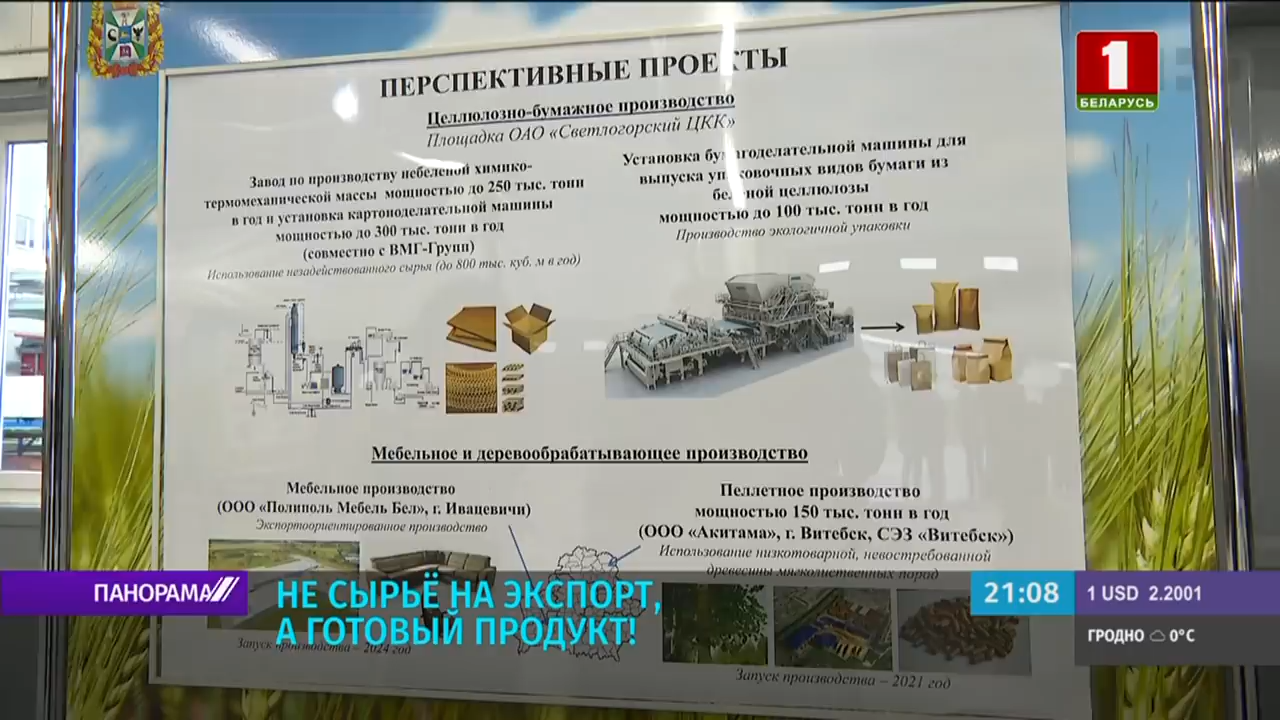 ПЕРСПЕКТИВНЫЕ ПРОЕКТЫ
Целлюлозно-бумажное производство
Площадка ОАО «Светлогорский ЦКК»
Завод по производству небеленой химико-
термомеханической массы мощностью до 250 тыс. тонн
в год и установка картоноделательной машины
мощностью до 300 тыс. тонн в год
(совместно с ВМГ-Групп)
Использование незадействованного сырья (до 800 тыс. куб. м в год)
Установка бумагоделательной машины для
выпуска упаковочных видов бумаги из
беленой целлюлозы
мощностью до 100 тыс. тонн в год
Производство экологичной упаковки
Мебельное и деревообрабатывающее производство
Мебельное производство
(ООО «Полипол Мебель Бел», г. Ивацевичи)
Экспортоориентированное производство
Запуск производства – 2024 год
Пеллетное производство
мощностью 150 тыс. тонн в год
(ООО «Акитама», г. Витебск, СЭЗ «Витебск»)
Использование низкотоварной, невостребованной
древесины мягколиственных пород
Запуск производства – 2021 год
1
БЕЛАРУСЬ
ПАНОРАМА
НЕ СЫРЬЁ НА ЭКСПОРТ,
А ГОТОВЫЙ ПРОДУКТ!
21:08
1 USD 2.2001
ГРОДНО 0°C